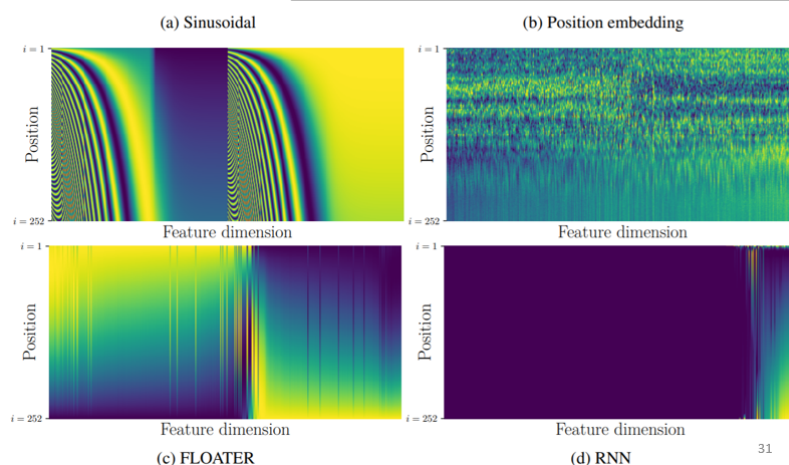 (a) Sinusoidal
(b) Position embedding
i = 1
Position
i = 252
Feature dimension
i = 1
Position
i = 252
Feature dimension
i = 1
Position
i = 252
Feature dimension
(c) FLOATER
i = 1
Position
i = 252
Feature dimension
(d) RNN
31